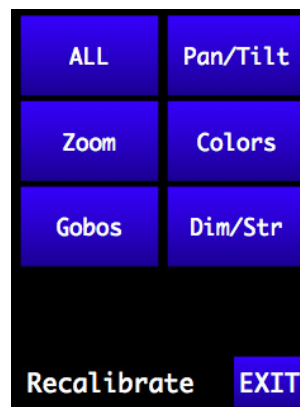 ALL Pan/Tilt
Zoom Colors
Gobos Dim/Str
Recalibrate EXIT